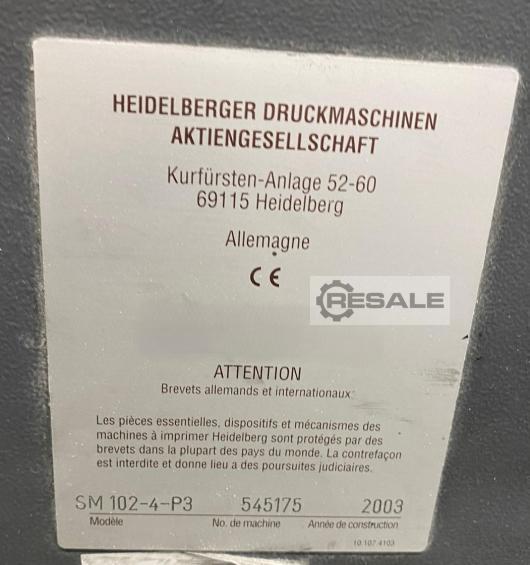 HEIDELBERGER DRUCKMASCHINEN
AKTIENGESELLSCHAFT
Kurfürsten-Anlage 52-60
69115 Heidelberg
Allemagne
CE
RESALE
ATTENTION
Brevets allemands et internationaux
Les pièces essentielles, dispositifs et mécanismes des
machines à imprimer Heidelberg sont protégés par des
brevets dans la plupart des pays du monde. La contrefaçon
est interdite et donne lieu a des poursuites judiciaires.
SM 102-4-P3 545175 2003
Modèle No. de machine Année de construction
10.107.4103